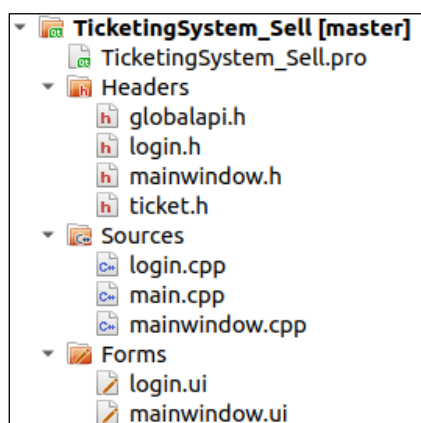 TicketingSystem_Sell [master]
TicketingSystem_Sell.pro
Headers
globalapi.h
login.h
mainwindow.h
ticket.h
Sources
login.cpp
main.cpp
mainwindow.cpp
Forms
login.ui
mainwindow.ui